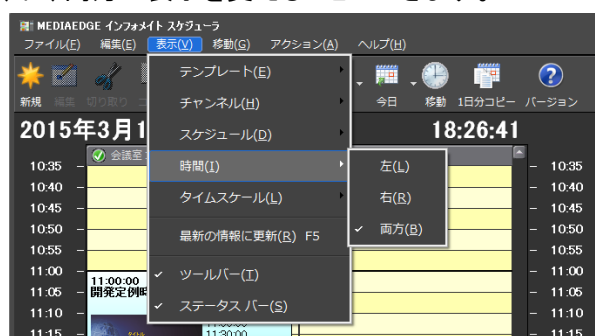 MEDIAEDGE インフォメイト スケジューラ
ファイル(F) 編集(E) 表示(V) 移動(G) アクション(A) ヘルプ(H)
新規 編集 切り取り 今日 移動 1日分コピー バージョン
2015年3月1 18:26:41
会議室
テンプレート(E)
チャンネル(H)
スケジュール(D)
時間(I)
タイムスケール(L)
最新の情報に更新(R) F5
ツールバー(T)
ステータス バー(S)
左(L)
右(R)
両方(B)
10:35 10:35
10:40 10:40
10:45 10:45
10:50 10:50
10:55 10:55
11:00 11:00
11:00:00
11:05 開発定例 11:05
11:10 11:10
11:15 11:30:00 11:15